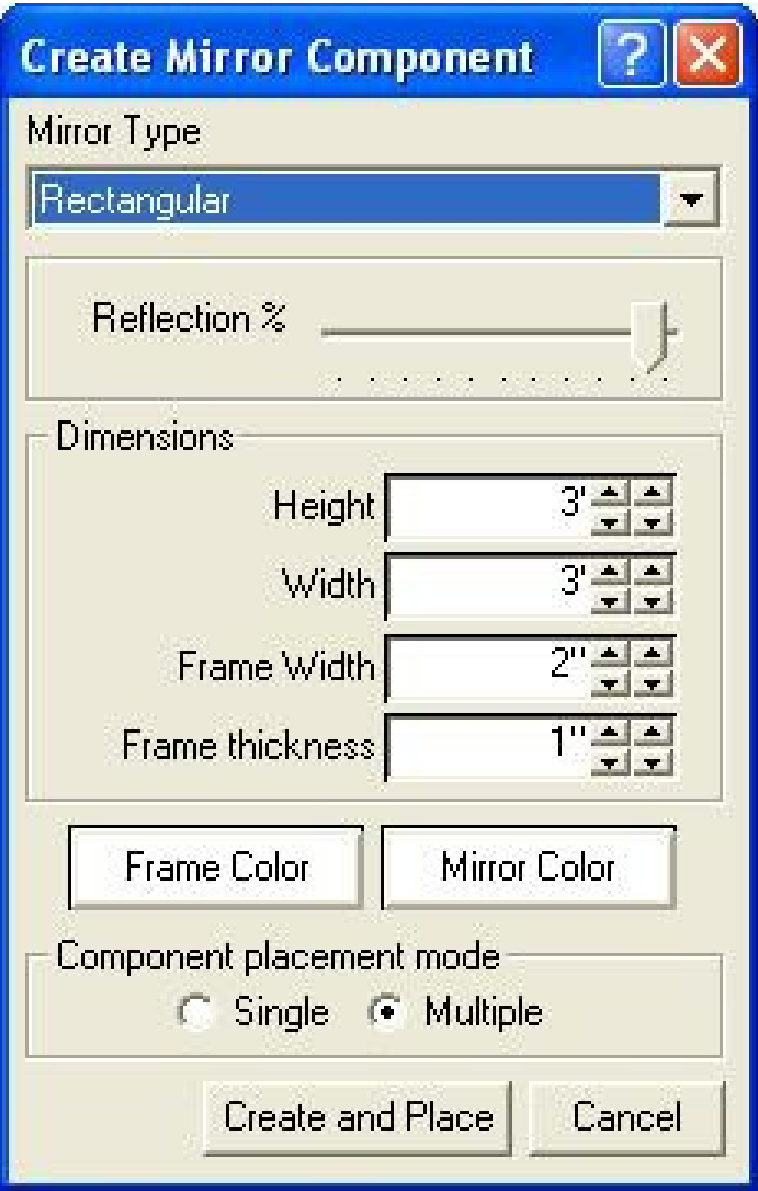 Create Mirror Component
Mirror Type
Rectangular
Reflection %
Dimensions
Height 3'
Width 3'
Frame Width 2"
Frame thickness 1"
Frame Color Mirror Color
Component placement mode
Single Multiple
Create and Place Cancel